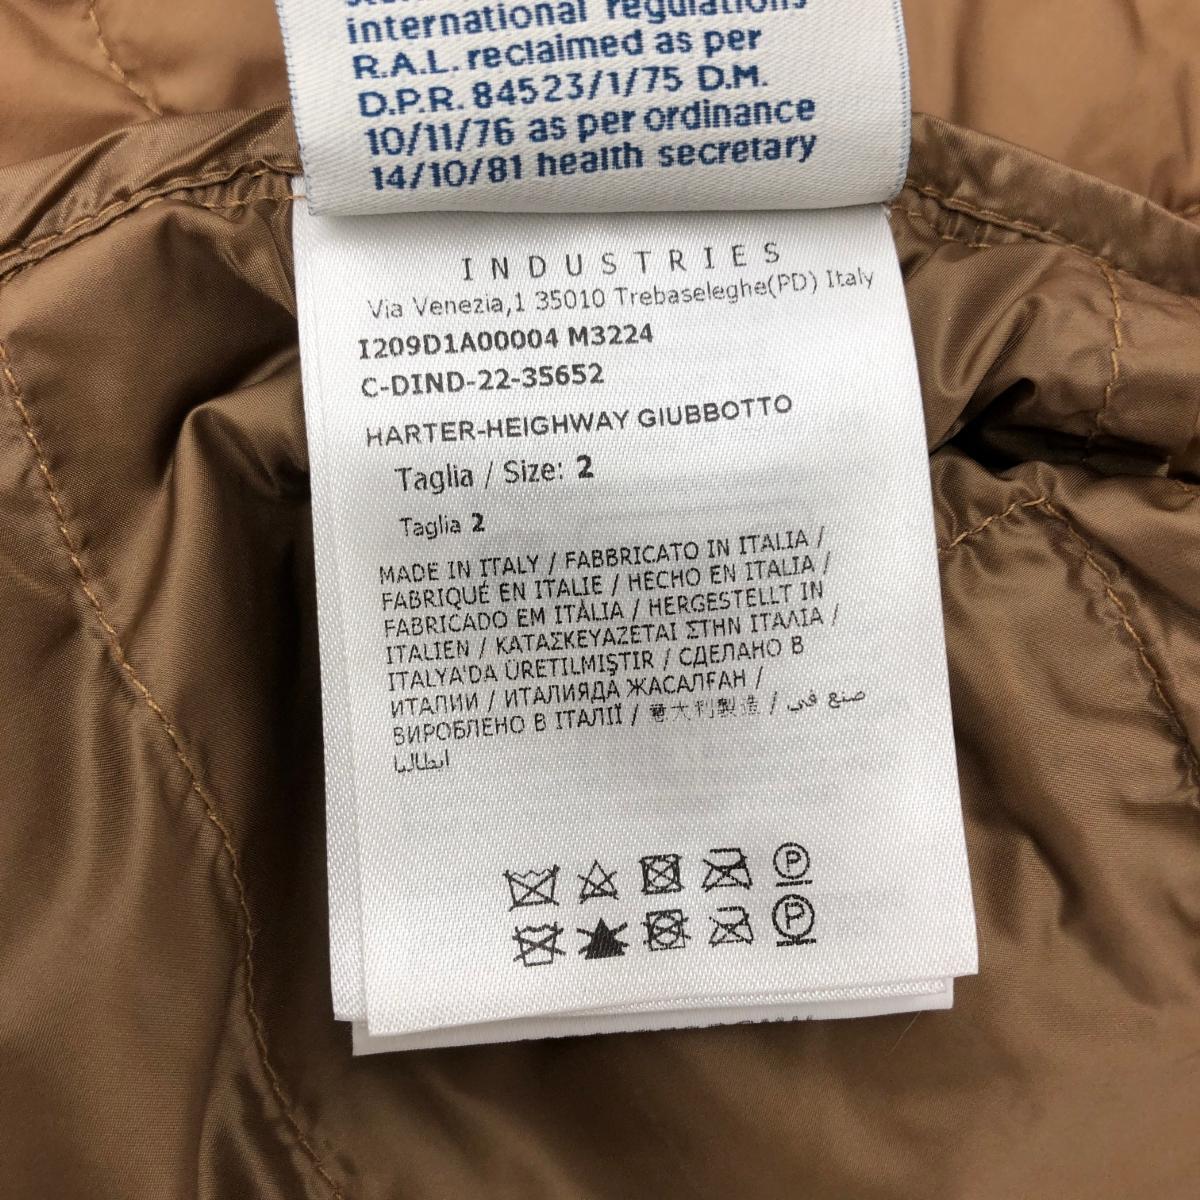 international regulations
R.A.L. reclaimed as per
D.P.R. 84523/1/75 D.M.
10/11/76 as per ordinance
14/10/81 health secretary
INDUSTRIES
Via Venezia,1 35010 Trebaseleghe(PD) Italy
I209D1A00004 M3224
C-DIND-22-35652
HARTER-HEIGHWAY GIUBBOTTO
Taglia / Size: 2
Taglia 2
MADE IN ITALY / FABBRICATO IN ITALIA /
FABRIQUÉ EN ITALIE / HECHO EN ITALIA /
FABRICADO EM ITÀLIA / HERGESTELLT IN
ITALIEN / ΚΑΤΑΣΚΕΥΑΖΕΤΑΙ ΣΤΗΝ ΙΤΑΛΙΑ /
ITALYA'DA ÜRETILMIŞTIR / СДЕЛАНО В
ИТАЛИИ / ИТАЛИЯДА ЖАСАЛҒАН /
ВИРОБЛЕНО В ІТАЛІЇ / 意大利製造 / صنع في
ايطاليا
P
P